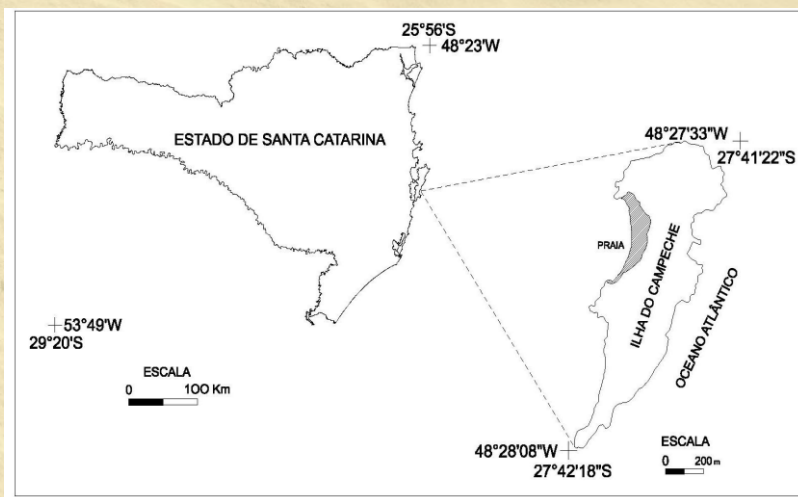 25°56'S
48°23'W
ESTADO DE SANTA CATARINA
53°49'W
29°20'S
ESCALA
0 100 Km
48°27'33"W
27°41'22"S
PRAIA
ILHA DO CAMPECHE
OCEANO ATLÂNTICO
48°28'08"W
27°42'18"S
ESCALA
0 200 m